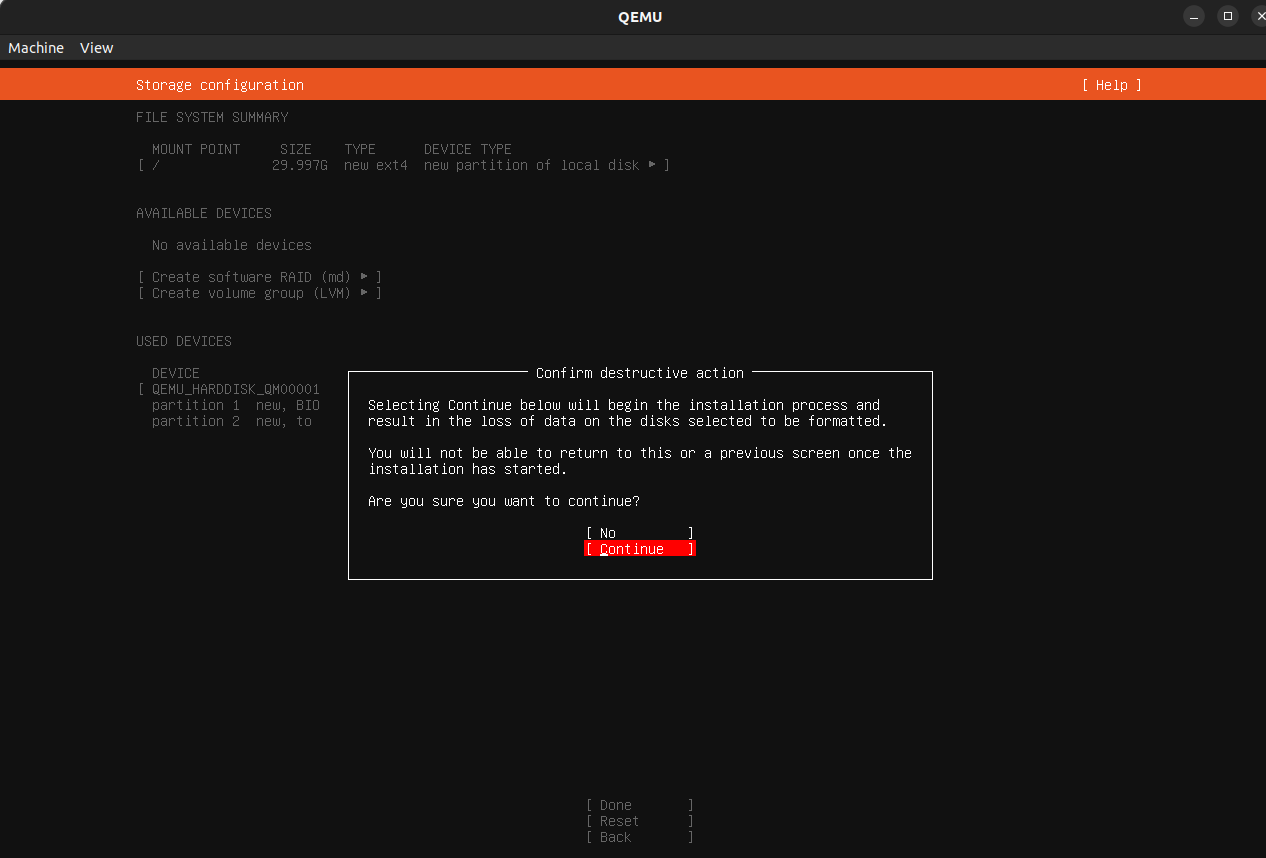 QEMU
Machine View
Storage configuration [ Help ]
FILE SYSTEM SUMMARY
MOUNT POINT SIZE TYPE DEVICE TYPE
[ / 29.997G new ext4 new partition of local disk ▸ ]
AVAILABLE DEVICES
No available devices
[ Create software RAID (md) ▸ ]
[ Create volume group (LVM) ▸ ]
USED DEVICES
DEVICE
[ QEMU_HARDDISK_QM00001
partition 1 new, BIO
partition 2 new, to
Confirm destructive action
Selecting Continue below will begin the installation process and
result in the loss of data on the disks selected to be formatted.
You will not be able to return to this or a previous screen once the
installation has started.
Are you sure you want to continue?
[ No ]
[ Continue ]
[ Done ]
[ Reset ]
[ Back ]